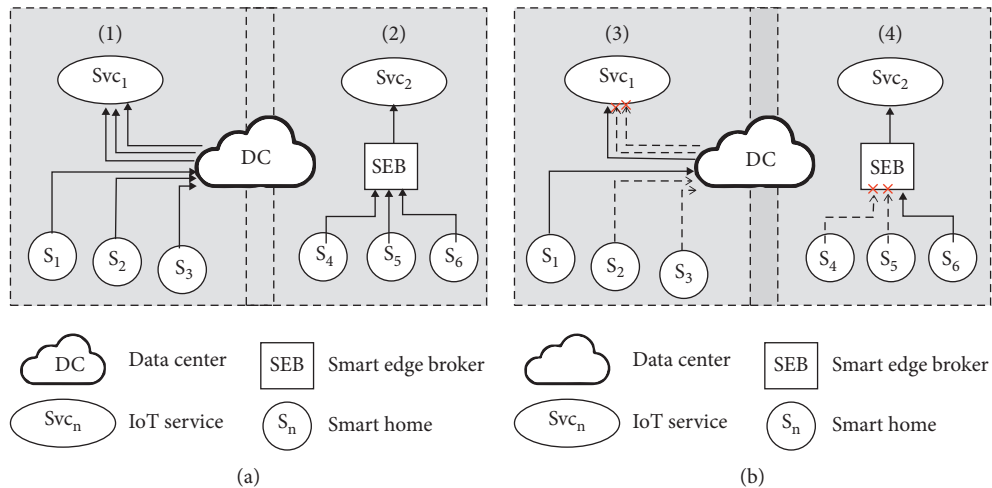 (1)
(2)
Svc1
Svc2
DC
SEB
S1
S2
S3
S4
S5
S6
DC
Data center
SEB
Smart edge broker
Svcn
IoT service
Sn
Smart home
(a)
(3)
(4)
Svc1
Svc2
DC
SEB
S1
S2
S3
S4
S5
S6
Data center
SEB
Smart edge broker
Svcn
IoT service
Sn
Smart home
(b)